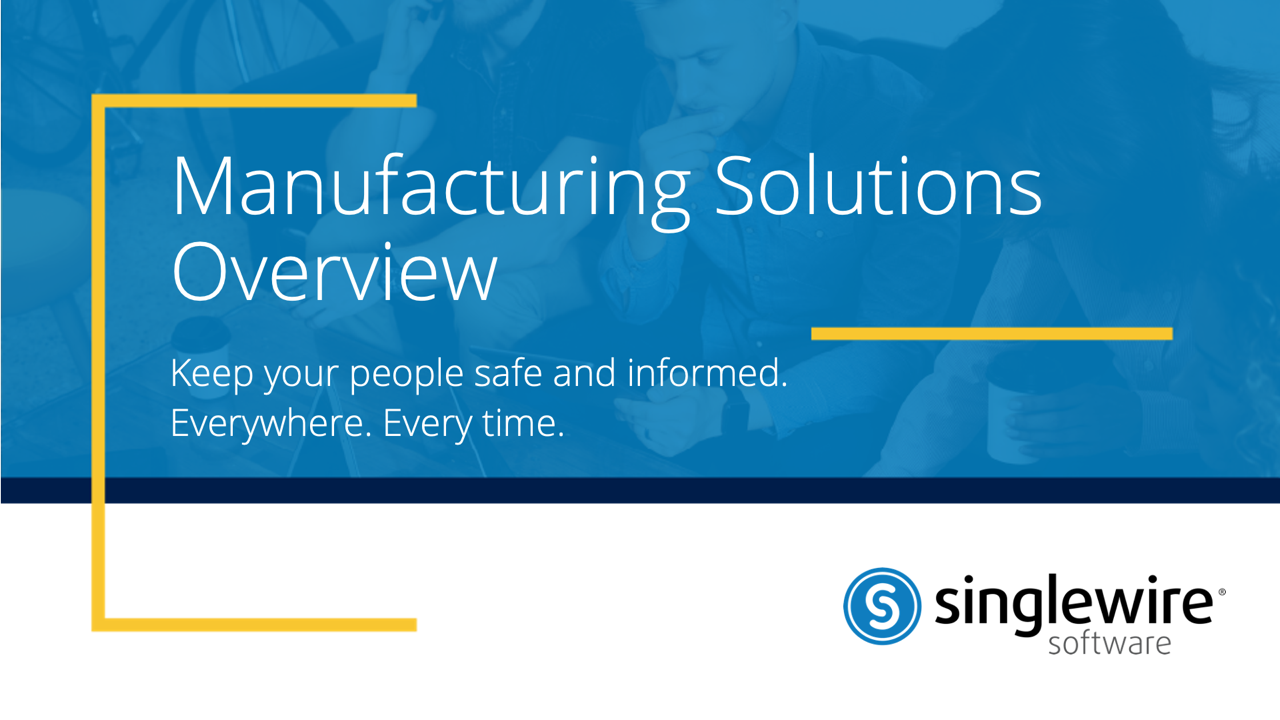 Manufacturing Solutions
Overview
Keep your people safe and informed.
Everywhere. Every time.
singlewire®
software